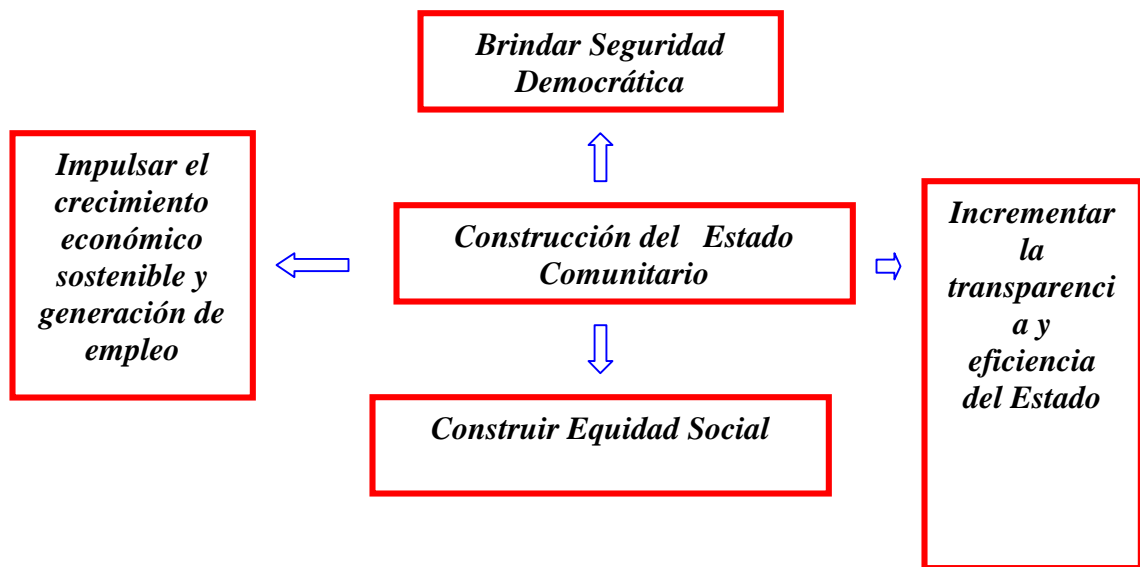 Brindar Seguridad
Democrática
Impulsar el
crecimiento
económico
sostenible y
generación de
empleo
Construcción del Estado
Comunitario
Incrementar
la
transparenci
a y
eficiencia
del Estado
Construir Equidad Social